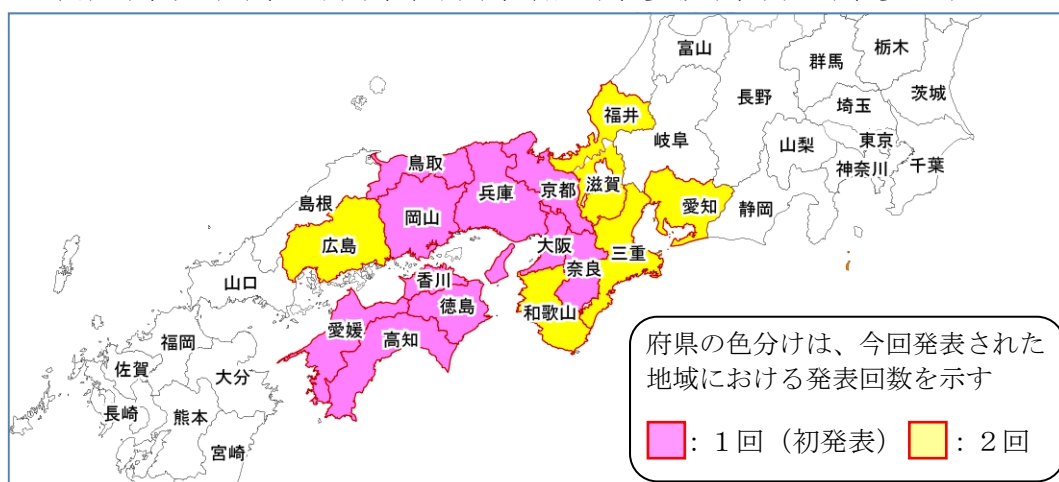 富山
栃木
群馬
茨城
長野
埼玉
福井
岐阜
東京
山梨
神奈川
千葉
鳥取
兵庫
京都
滋賀
愛知
静岡
島根
岡山
広島
大阪
三重
奈良
山口
香川
徳島
和歌山
愛媛
高知
福岡
佐賀
大分
長崎
熊本
宮崎
府県の色分けは、今回発表された
地域における発表回数を示す
:１回（初発表） :２回